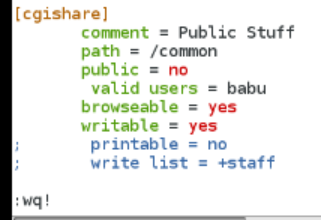 [cgishare]
comment = Public Stuff
path = /common
public = no
valid users = babu
browseable = yes
writable = yes
; printable = no
; write list = +staff
:wq!